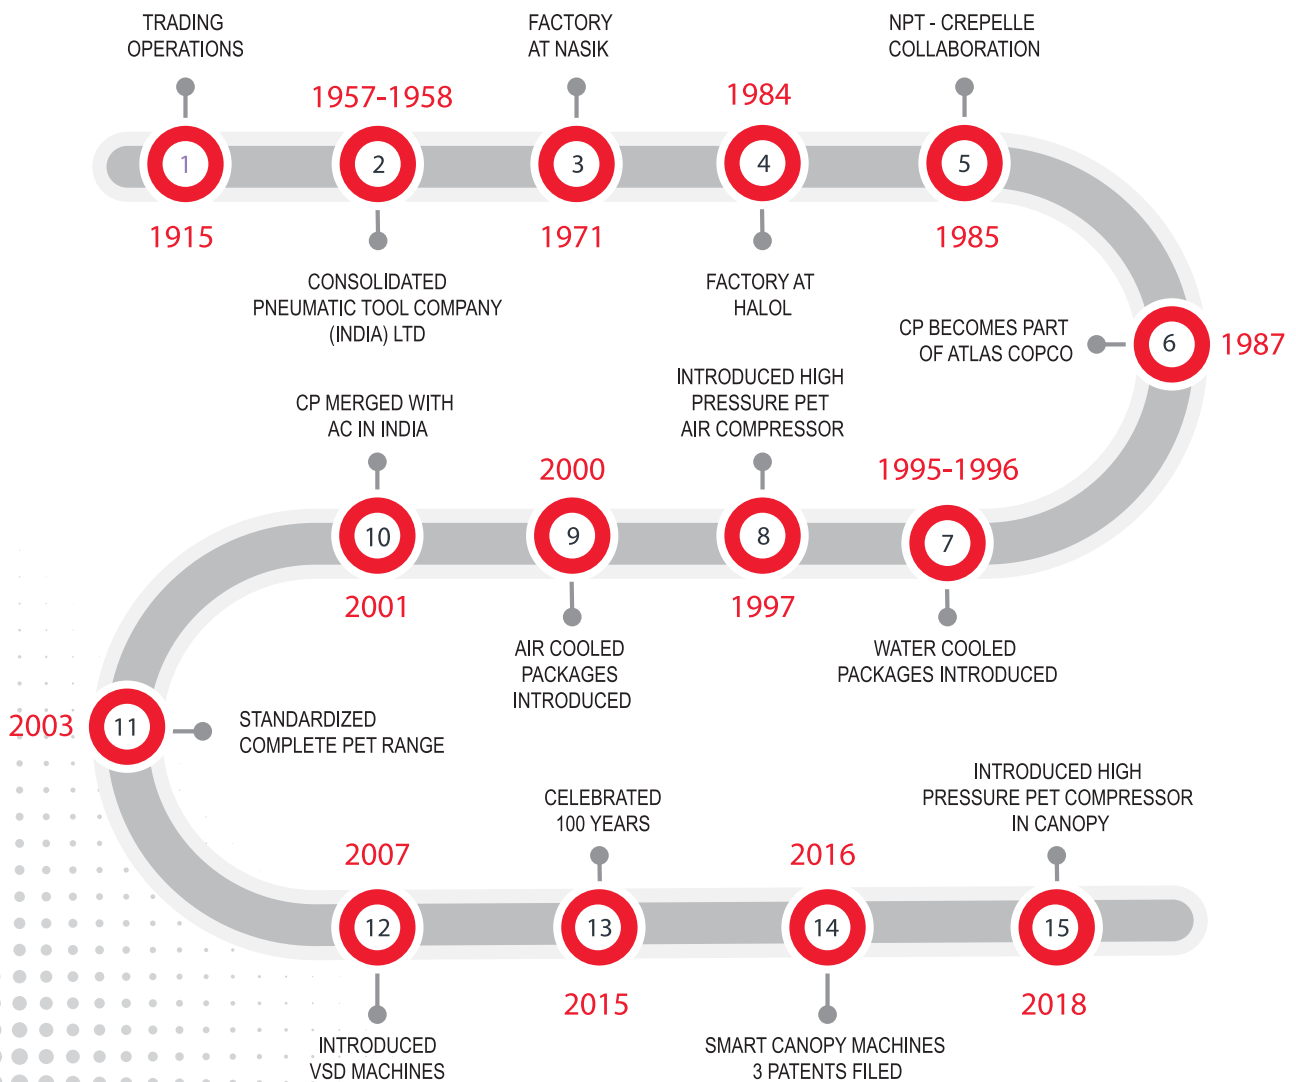 TRADING
OPERATIONS
1
1915
1957-1958
2
CONSOLIDATED
PNEUMATIC TOOL COMPANY
(INDIA) LTD
FACTORY
AT NASIK
3
1971
1984
4
FACTORY AT
HALOL
NPT - CREPELLE
COLLABORATION
5
1985
CP BECOMES PART
OF ATLAS COPCO
6
1987
1995-1996
7
WATER COOLED
PACKAGES INTRODUCED
INTRODUCED HIGH
PRESSURE PET
AIR COMPRESSOR
8
1997
2000
9
AIR COOLED
PACKAGES
INTRODUCED
CP MERGED WITH
AC IN INDIA
10
2001
2003
11
STANDARDIZED
COMPLETE PET RANGE
2007
12
INTRODUCED
VSD MACHINES
CELEBRATED
100 YEARS
13
2015
2016
14
SMART CANOPY MACHINES
3 PATENTS FILED
INTRODUCED HIGH
PRESSURE PET COMPRESSOR
IN CANOPY
15
2018